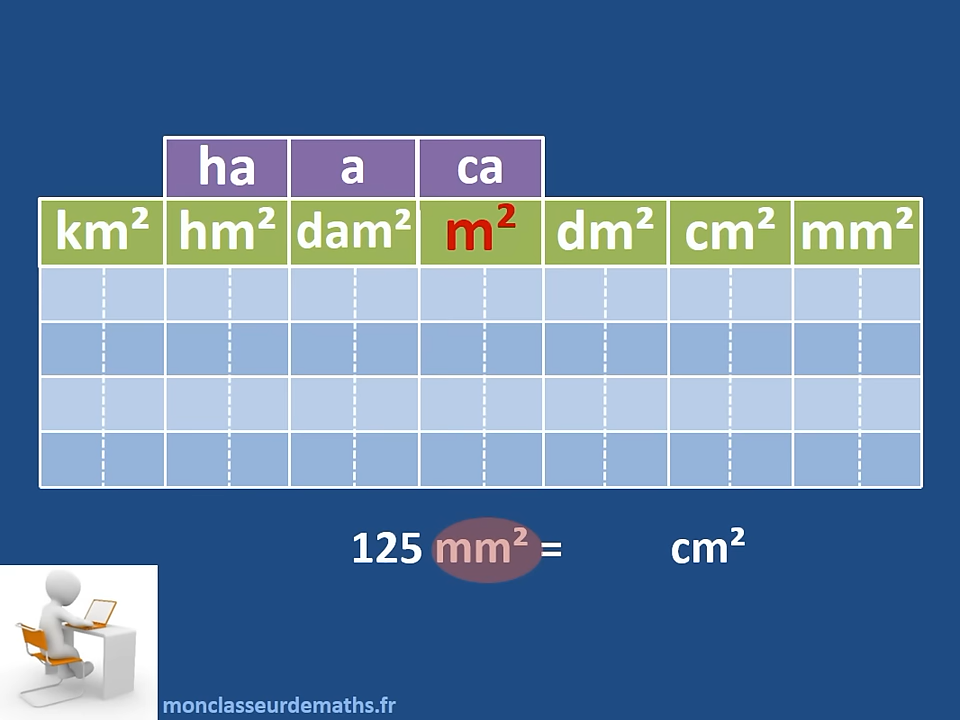 ha a ca
km² hm² dam² m² dm² cm² mm²
125 mm² = cm²
monclasseurdemaths.fr